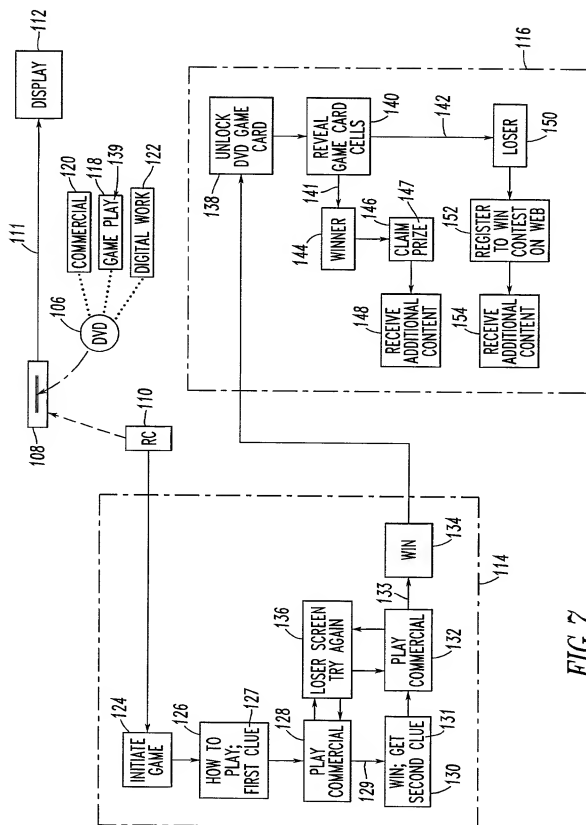 112
DISPLAY
111
120
COMMERCIAL
118
GAME PLAY
139
DIGITAL WORK
122
106
DVD
108
110
RC
114
124
INITIATE
GAME
126
HOW TO
PLAY;
FIRST CLUE
127
128
PLAY
COMMERCIAL
129
WIN; GET
SECOND CLUE
131
130
136
LOSER SCREEN
TRY AGAIN
PLAY
COMMERCIAL
132
133
WIN
134
116
138
UNLOCK
DVD GAME
CARD
REVEAL
GAME CARD
CELLS
140
141
142
144
WINNER
146
CLAIM
PRIZE
147
148
RECEIVE
ADDITIONAL
CONTENT
LOSER
150
152
REGISTER
TO WIN
CONTEST
ON WEB
154
RECEIVE
ADDITIONAL
CONTENT
FIG.7